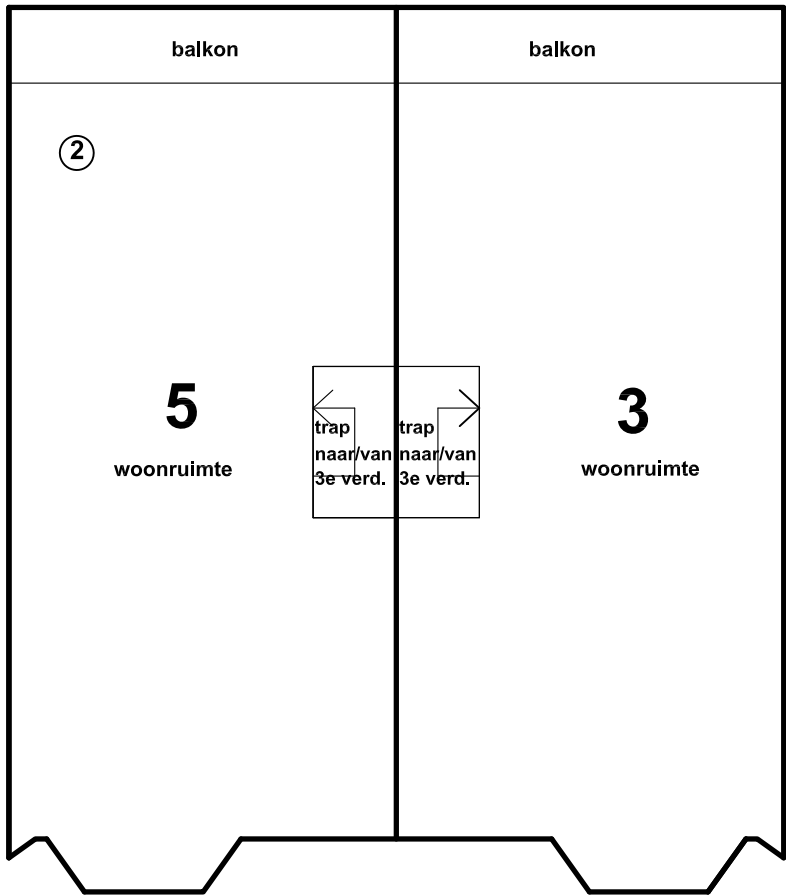 balkon
balkon
2
5
woonruimte
trap
naar/van
3e verd.
trap
naar/van
3e verd.
3
woonruimte